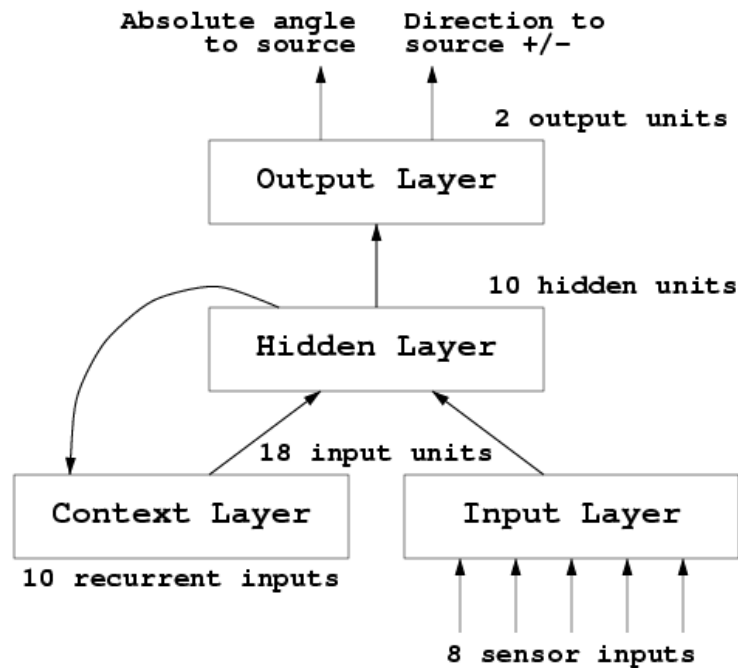 Absolute angle
to source
Direction to
source +/-
2 output units
Output Layer
10 hidden units
Hidden Layer
18 input units
Context Layer
Input Layer
10 recurrent inputs
8 sensor inputs